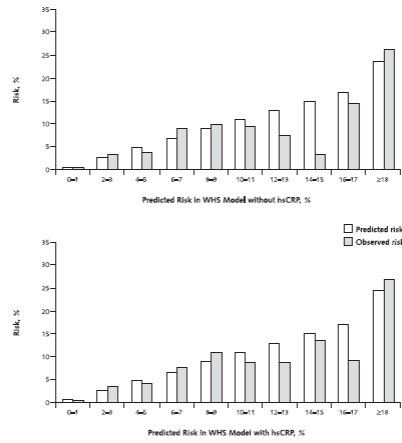 35
30
25
20
15
10
5
0
Risk, %
0–1 2–3 4–5 6–7 8–9 10–11 12–13 14–15 16–17 ≥18
Predicted Risk in WHS Model without hsCRP, %
Predicted risk
Observed risk
35
30
25
20
15
10
5
0
Risk, %
0–1 2–3 4–5 6–7 8–9 10–11 12–13 14–15 16–17 ≥18
Predicted Risk in WHS Model with hsCRP, %